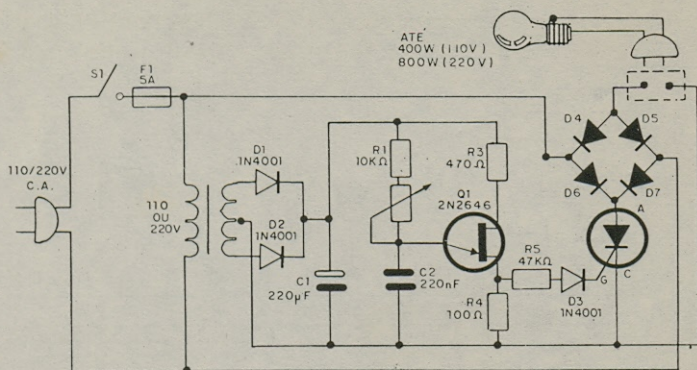 ATE
400W (110V)
800W (220V)
S1
F1
5A
D4
D5
D1
1N4001
R1
10KΩ
R3
470Ω
110/220V
C.A.
D6
D7
Q1
2N2646
110
OU
220V
D2
1N4001
A
R5
47KΩ
C1
220µF
C2
220nF
G
C
D3
1N4001
R4
100Ω